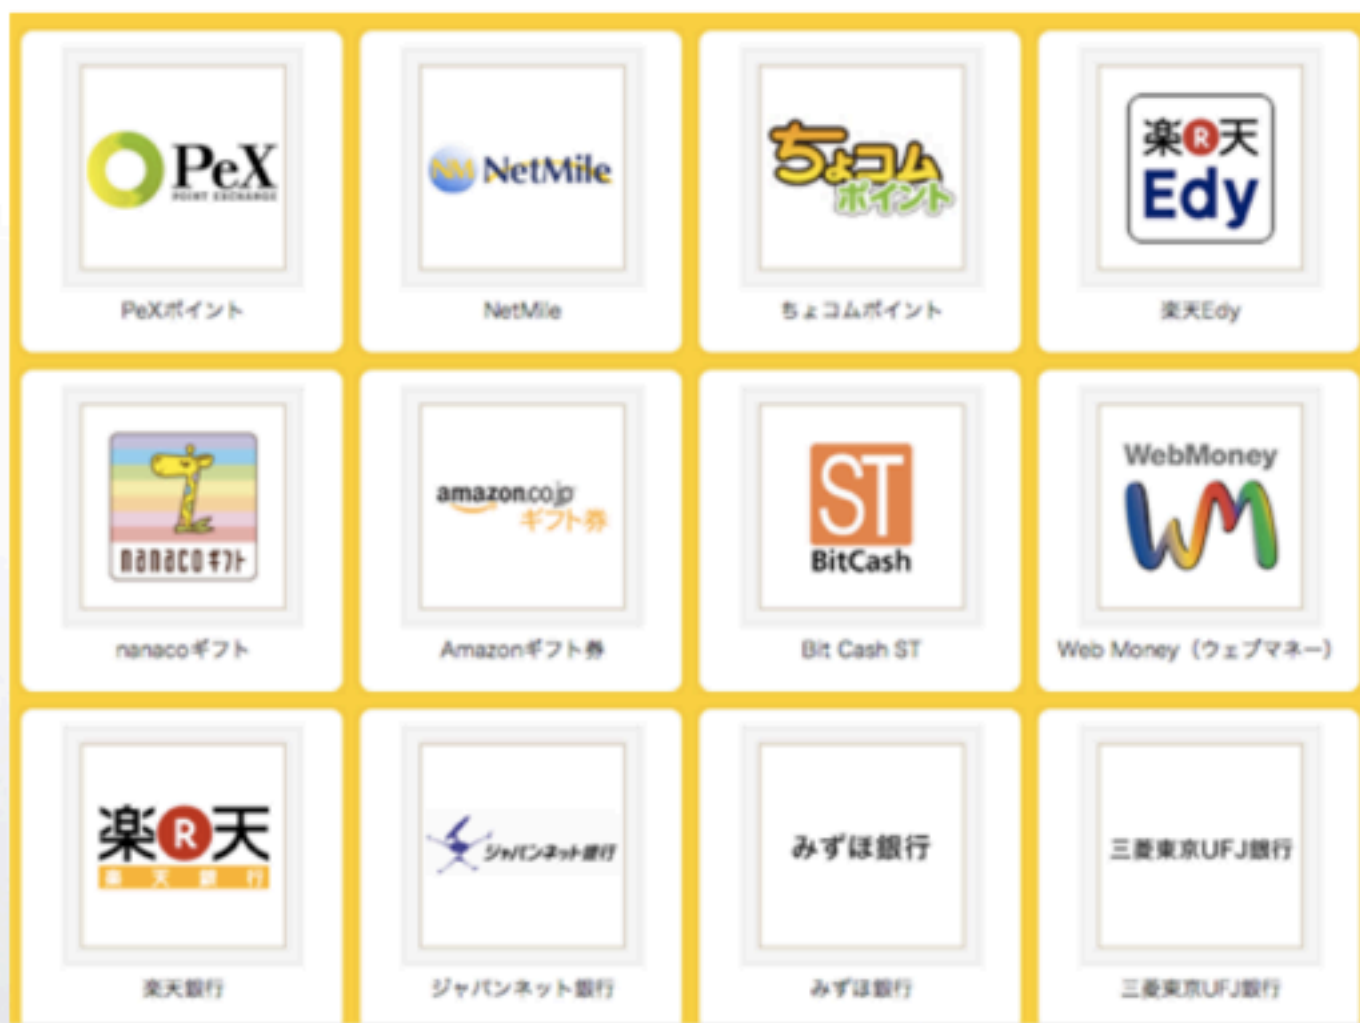 PeX
POINT EXCHANGE
PeXポイント
NM NetMile
NetMile
ちょコム
ポイント
ちょコムポイント
楽R天
Edy
楽天Edy
nanacoギフト
nanacoギフト
amazon.co.jp
ギフト券
Amazonギフト券
ST
BitCash
Bit Cash ST
WebMoney
WM
Web Money（ウェブマネー）
楽R天
楽天銀行
楽天銀行
ジャパンネット銀行
ジャパンネット銀行
みずほ銀行
みずほ銀行
三菱東京UFJ銀行
三菱東京UFJ銀行